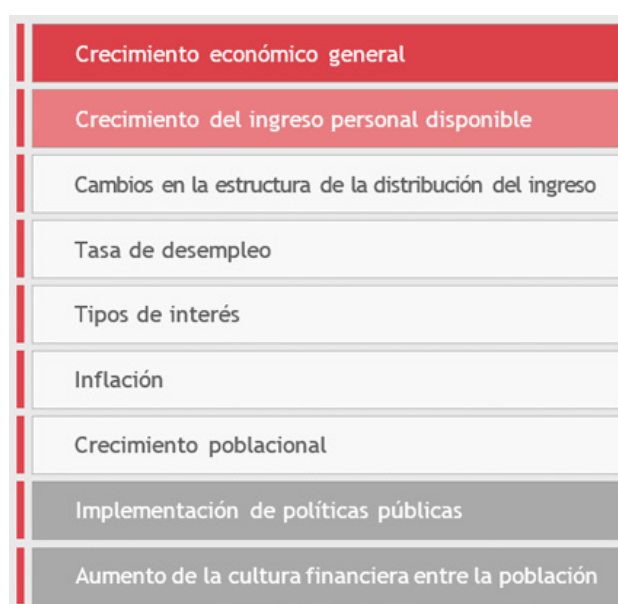 Crecimiento económico general
Crecimiento del ingreso personal disponible
Cambios en la estructura de la distribución del ingreso
Tasa de desempleo
Tipos de interés
Inflación
Crecimiento poblacional
Implementación de políticas públicas
Aumento de la cultura financiera entre la población